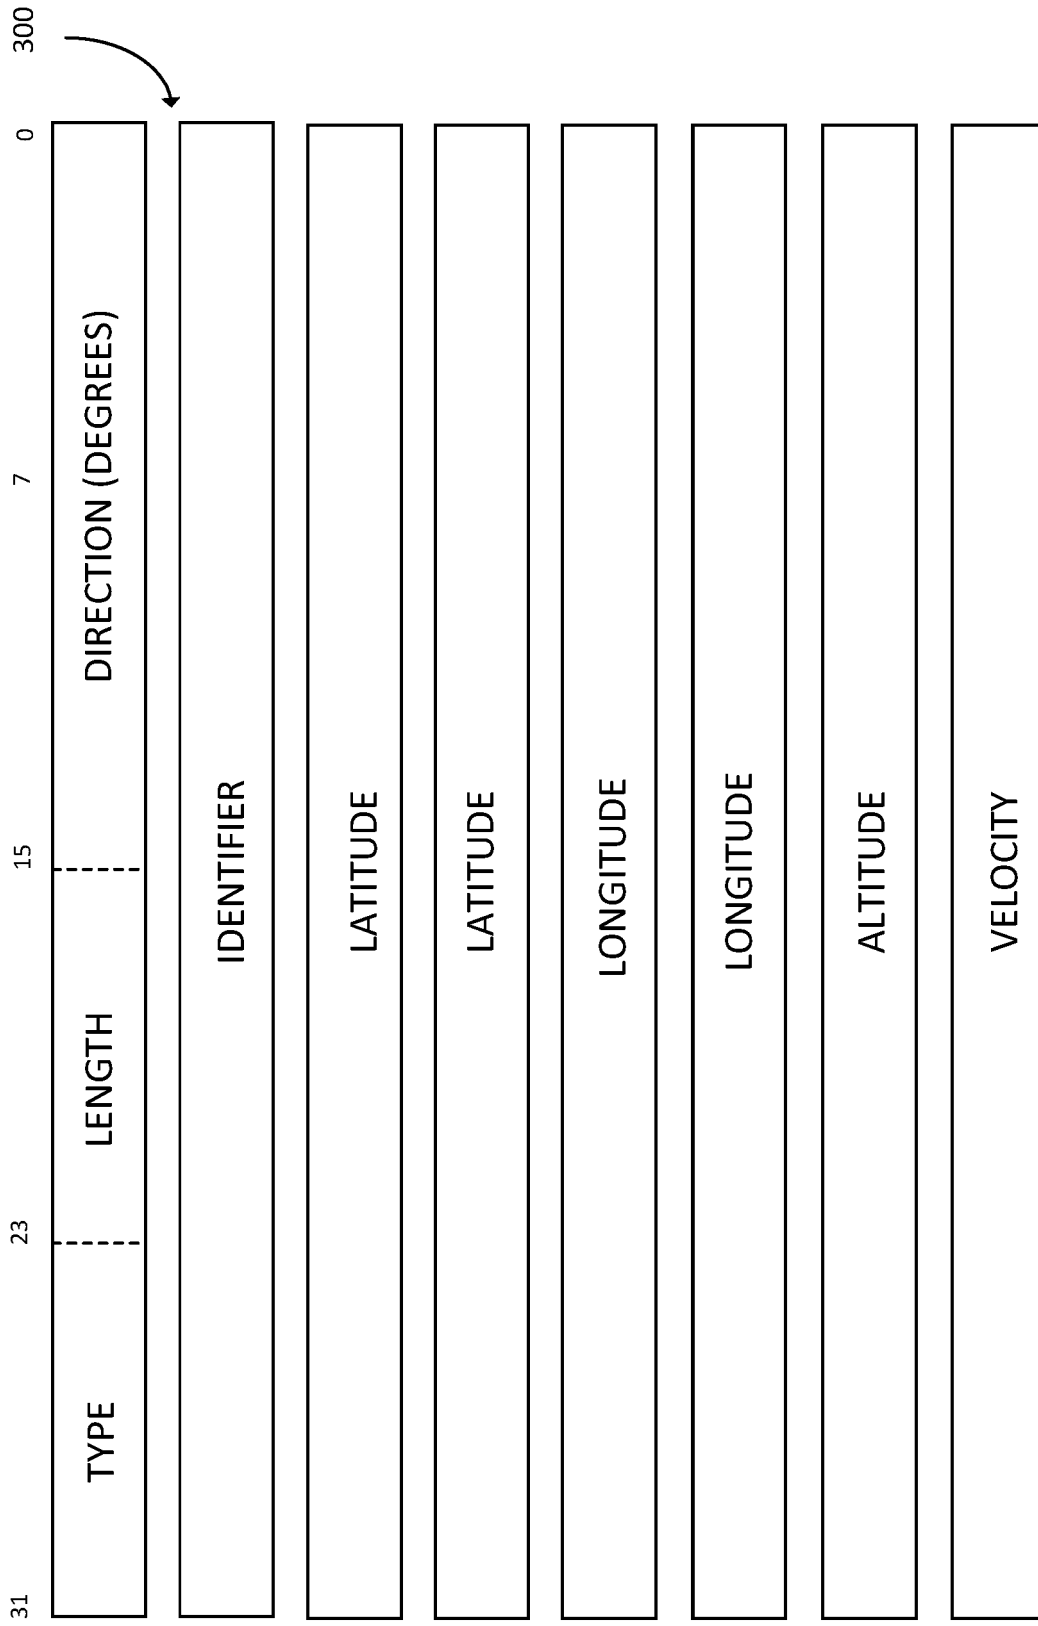 300
31 23 15 7 0
TYPE LENGTH DIRECTION (DEGREES)
IDENTIFIER
LATITUDE
LATITUDE
LONGITUDE
LONGITUDE
ALTITUDE
VELOCITY